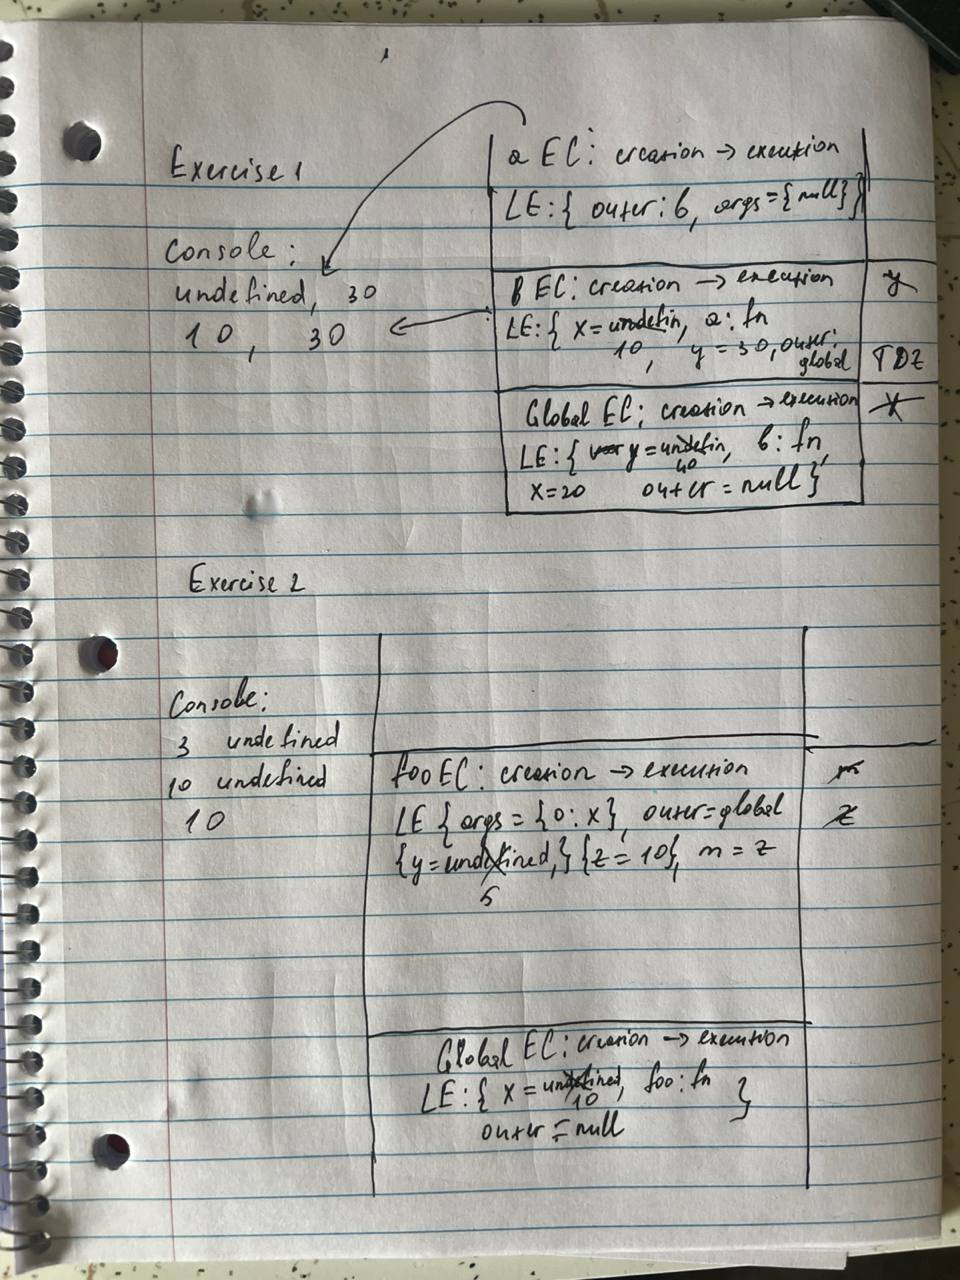 Exercise 1
Console:
undefined, 30
10, 30
a EC: creation → execution
LE:{ outer: b, args={null}}
b EC: creation → execution
LE:{ x=undefin, a: fn
10, y=30, outer:
global
y
TDZ
Global EC: creation → execution
LE:{ var y=undefin, b: fn,
40
x=20 outer=null}
x
Exercise 2
Console:
3 undefined
10 undefined
10
foo EC: creation → execution
LE {args={0: x}, outer=global
{y=undefined,} {z=10}, m=z
5
m
z
Global EC: creation → execution
LE:{ x=undefined, foo: fn }
10
outer=null